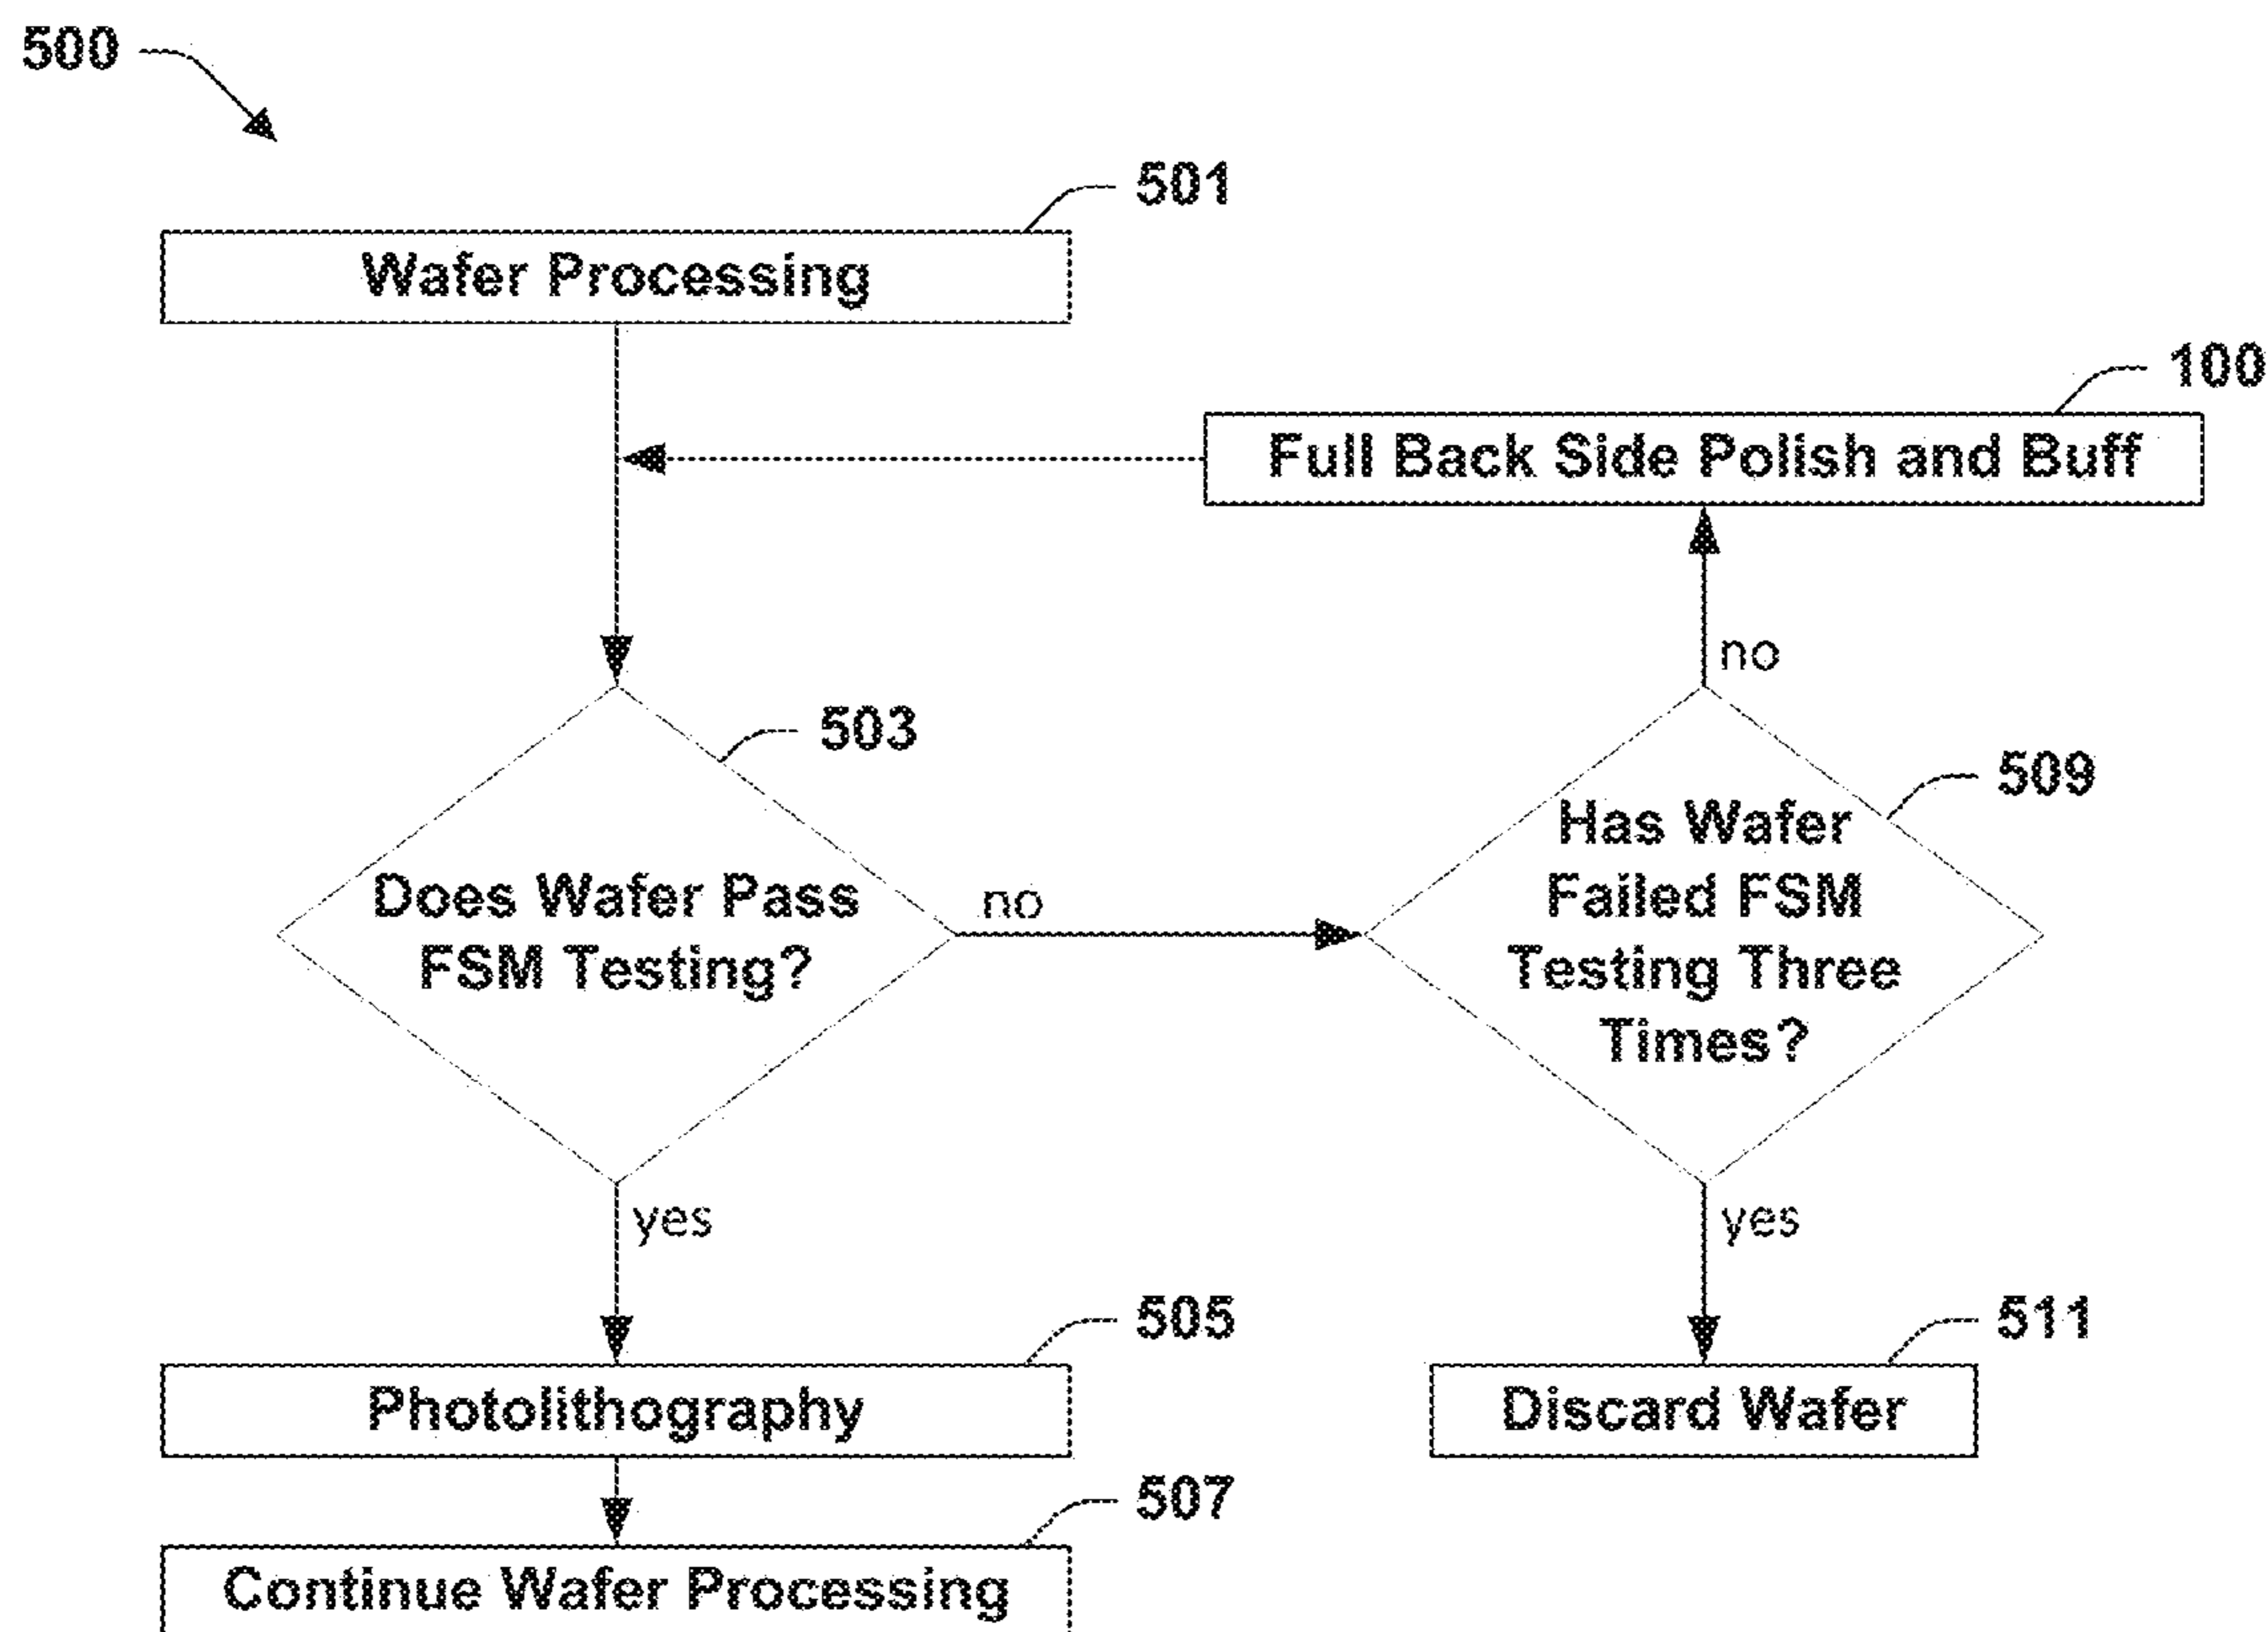 500
501
Wafer Processing
100
Full Back Side Polish and Buff
no
503
509
Does Wafer Pass
FSM Testing?
no
Has Wafer
Failed FSM
Testing Three
Times?
yes
yes
505
511
Photolithography
Discard Wafer
507
Continue Wafer Processing